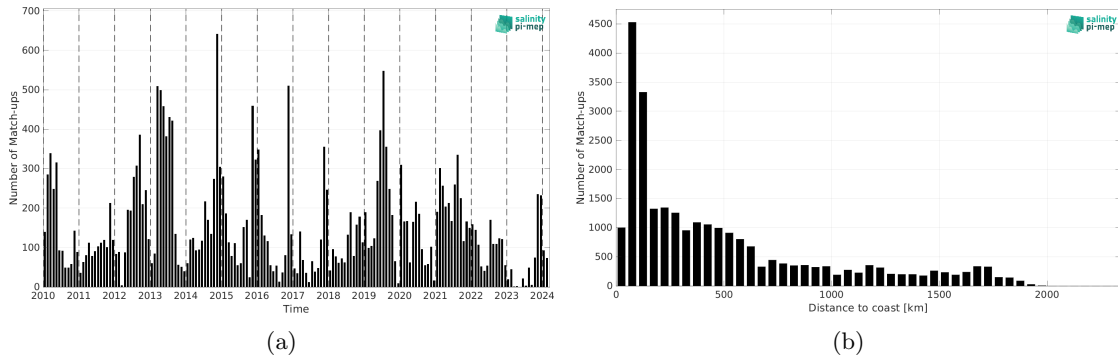 700
600
500
400
300
200
100
0
Number of Match-ups
2010 2011 2012 2013 2014 2015 2016 2017 2018 2019 2020 2021 2022 2023 2024
Time
salinity
pi-mep
(a)
4500
4000
3500
3000
2500
2000
1500
1000
500
0
Number of Match-ups
0 500 1000 1500 2000
Distance to coast [km]
salinity
pi-mep
(b)